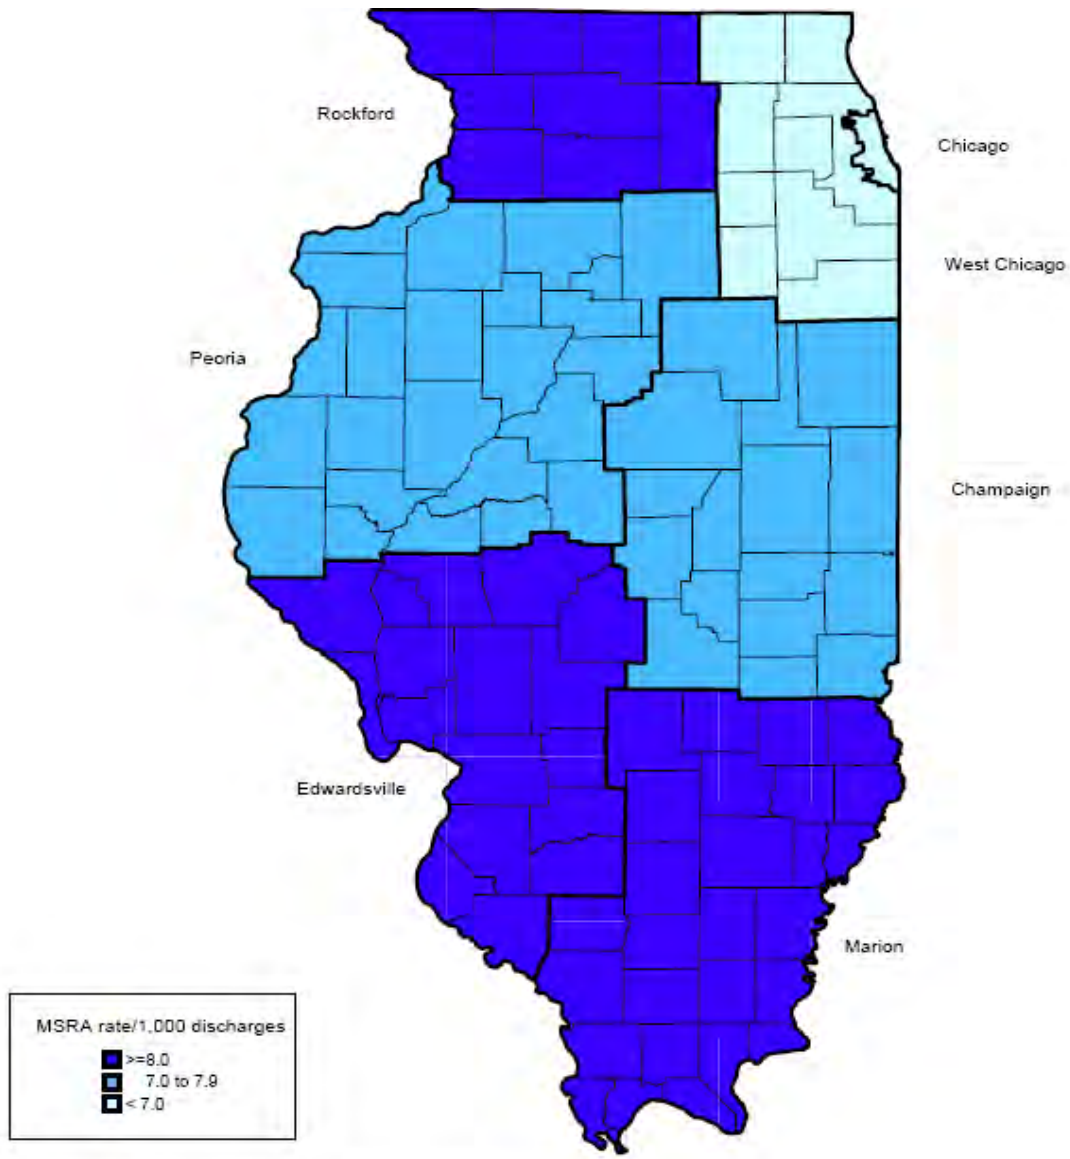 Rockford
Chicago
West Chicago
Peoria
Champaign
Edwardsville
Marion
MSRA rate/1,000 discharges
>=8.0
7.0 to 7.9
< 7.0